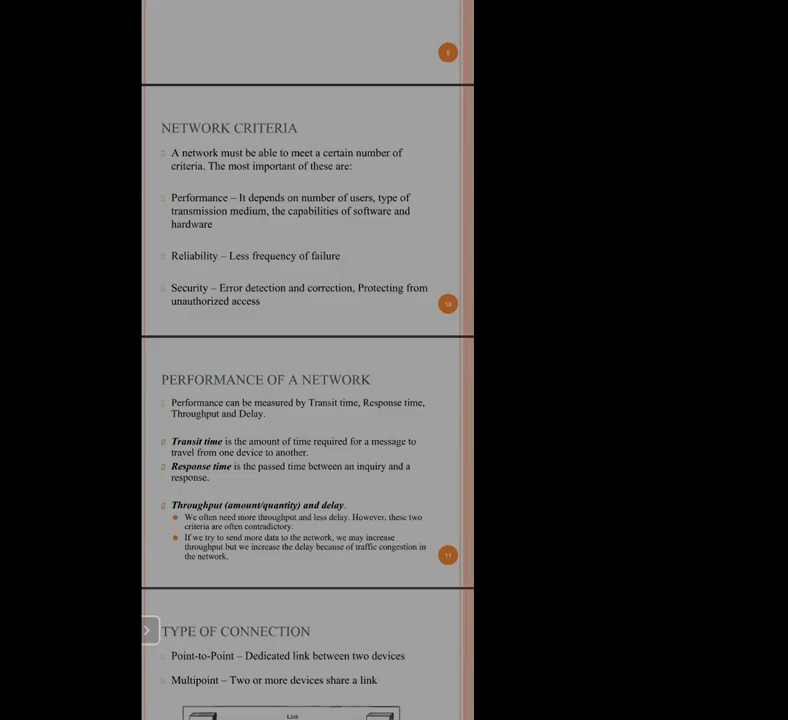 9
NETWORK CRITERIA
A network must be able to meet a certain number of
criteria. The most important of these are:
Performance – It depends on number of users, type of
transmission medium, the capabilities of software and
hardware
Reliability – Less frequency of failure
Security – Error detection and correction, Protecting from
unauthorized access
10
PERFORMANCE OF A NETWORK
Performance can be measured by Transit time, Response time,
Throughput and Delay.
Transit time is the amount of time required for a message to
travel from one device to another.
Response time is the passed time between an inquiry and a
response.
Throughput (amount/quantity) and delay.
We often need more throughput and less delay. However, these two
criteria are often contradictory.
If we try to send more data to the network, we may increase
throughput but we increase the delay because of traffic congestion in
the network.
11
TYPE OF CONNECTION
Point-to-Point – Dedicated link between two devices
Multipoint – Two or more devices share a link
Link